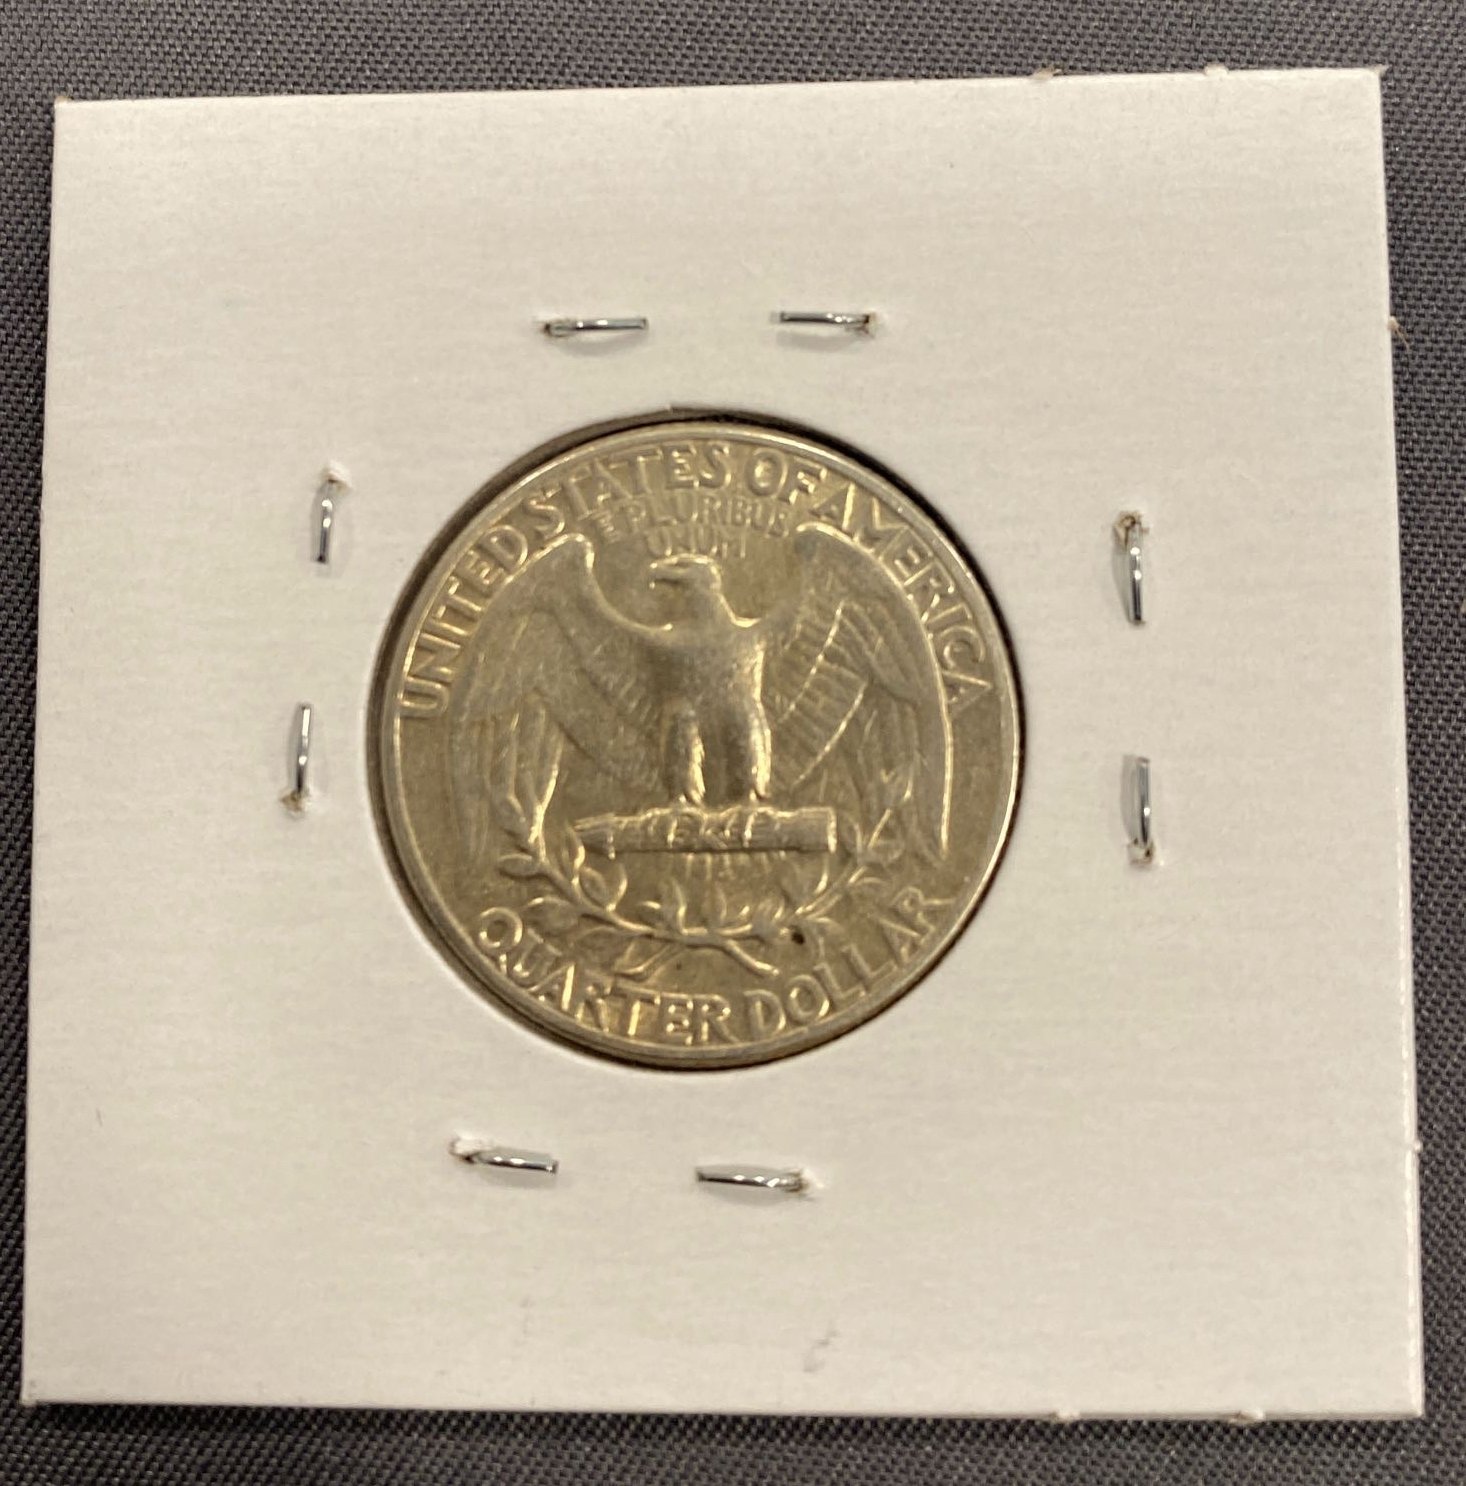 UNITED STATES OF AMERICA
E PLURIBUS
UNUM
QUARTER DOLLAR